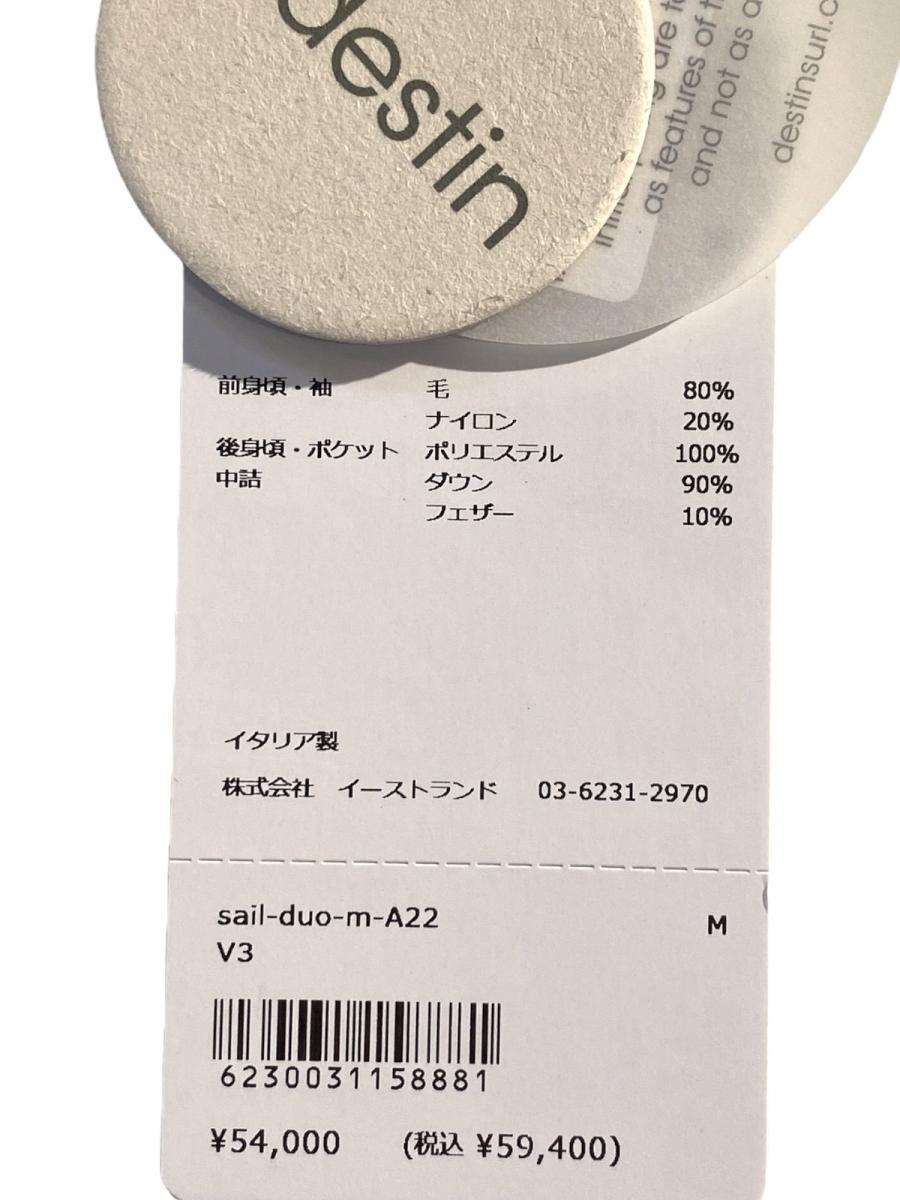 destin
are to
as features of t
and not as a
destinsurl.c
前身頃・袖 毛 80%
ナイロン 20%
後身頃・ポケット ポリエステル 100%
中詰 ダウン 90%
フェザー 10%
イタリア製
株式会社 イーストランド 03-6231-2970
sail-duo-m-A22 M
V3
6230031158881
¥54,000 (税込 ¥59,400)